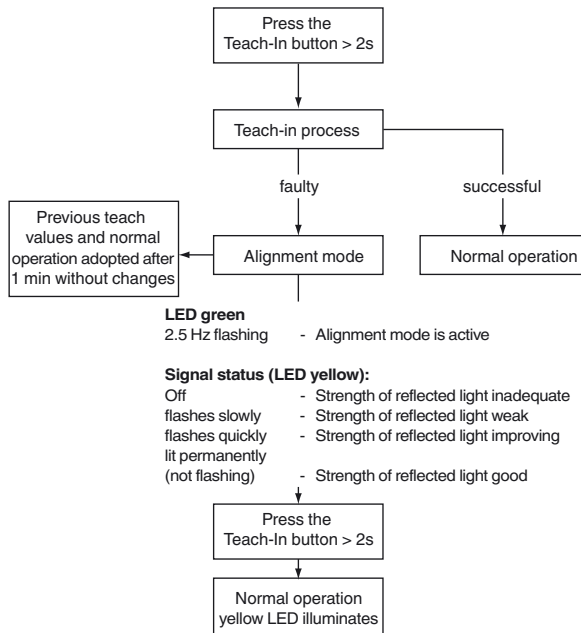 Press the
Teach-In button > 2s
Teach-in process
faulty
successful
Previous teach
values and normal
operation adopted after
1 min without changes
Alignment mode
Normal operation
LED green
2.5 Hz flashing - Alignment mode is active
Signal status (LED yellow):
Off - Strength of reflected light inadequate
flashes slowly - Strength of reflected light weak
flashes quickly - Strength of reflected light improving
lit permanently
(not flashing) - Strength of reflected light good
Press the
Teach-In button > 2s
Normal operation
yellow LED illuminates